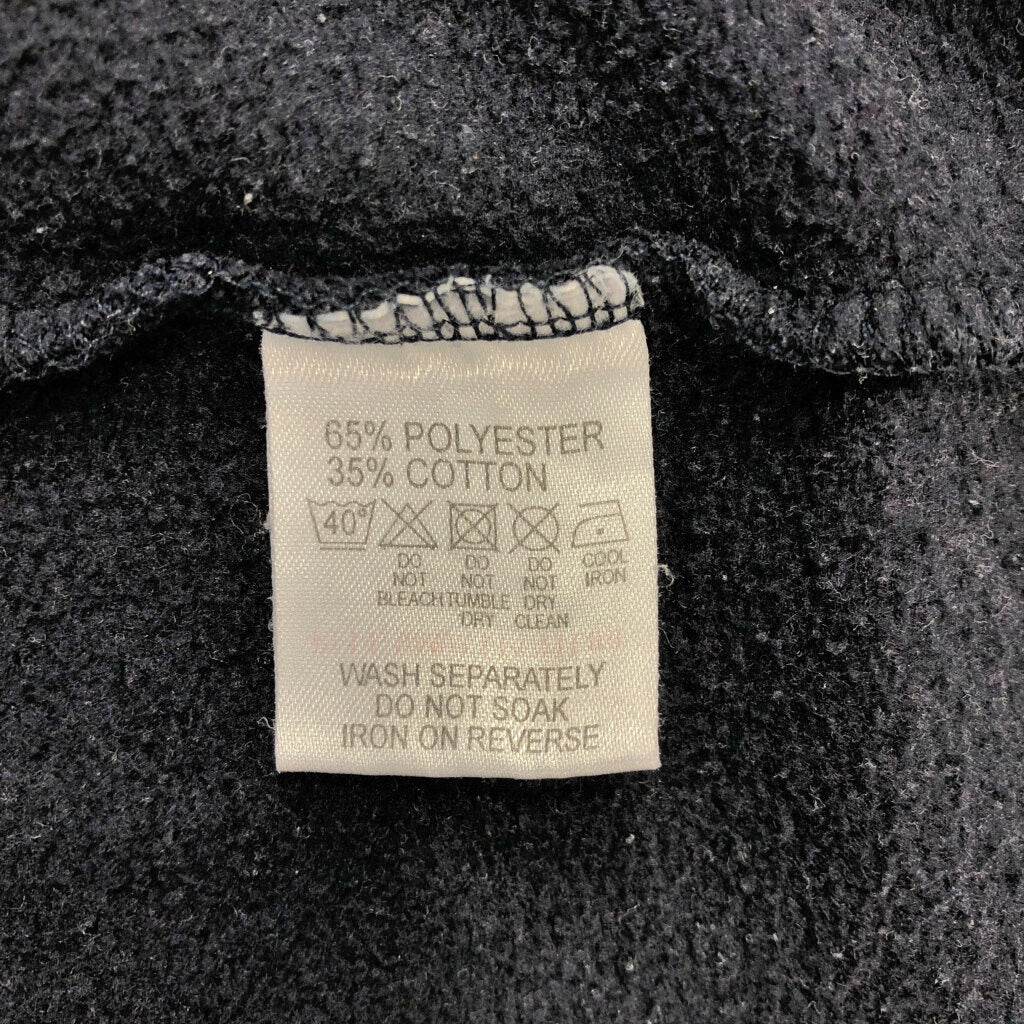 65% POLYESTER
35% COTTON
40°
DO NOT BLEACH
DO NOT TUMBLE DRY
DO NOT DRY CLEAN
COOL IRON
WASH SEPARATELY
DO NOT SOAK
IRON ON REVERSE